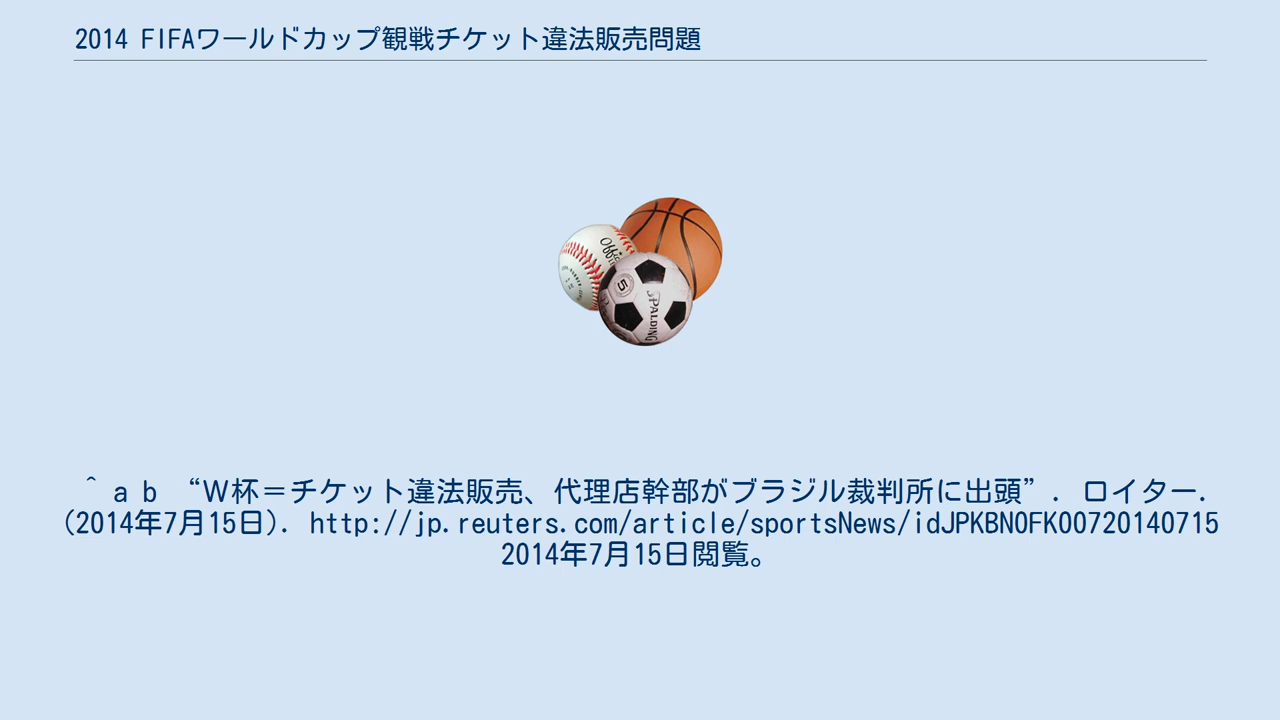 2014 FIFAワールドカップ観戦チケット違法販売問題
5
SPALDING
^ a b “W杯＝チケット違法販売、代理店幹部がブラジル裁判所に出頭”. ロイター.
(2014年7月15日). http://jp.reuters.com/article/sportsNews/idJPKBN0FK00720140715
2014年7月15日閲覧。